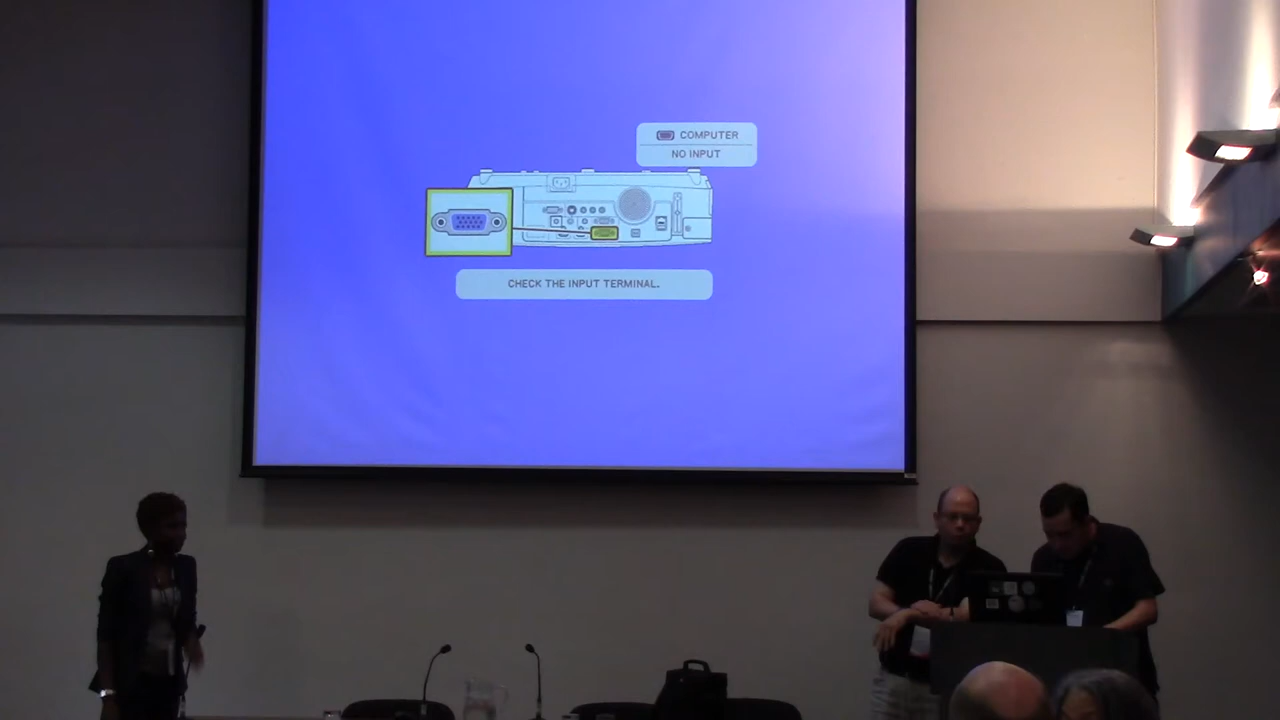 COMPUTER
NO INPUT
CHECK THE INPUT TERMINAL.